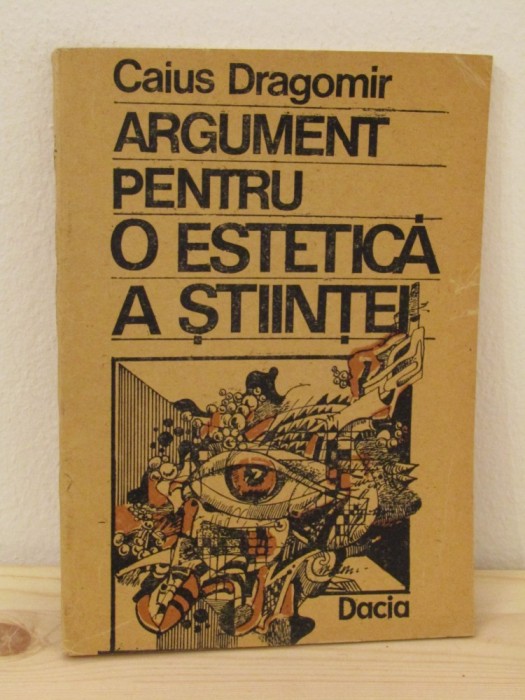 Caius Dragomir
ARGUMENT
PENTRU
O ESTETICĂ
A ȘTIINȚEI
Dacia